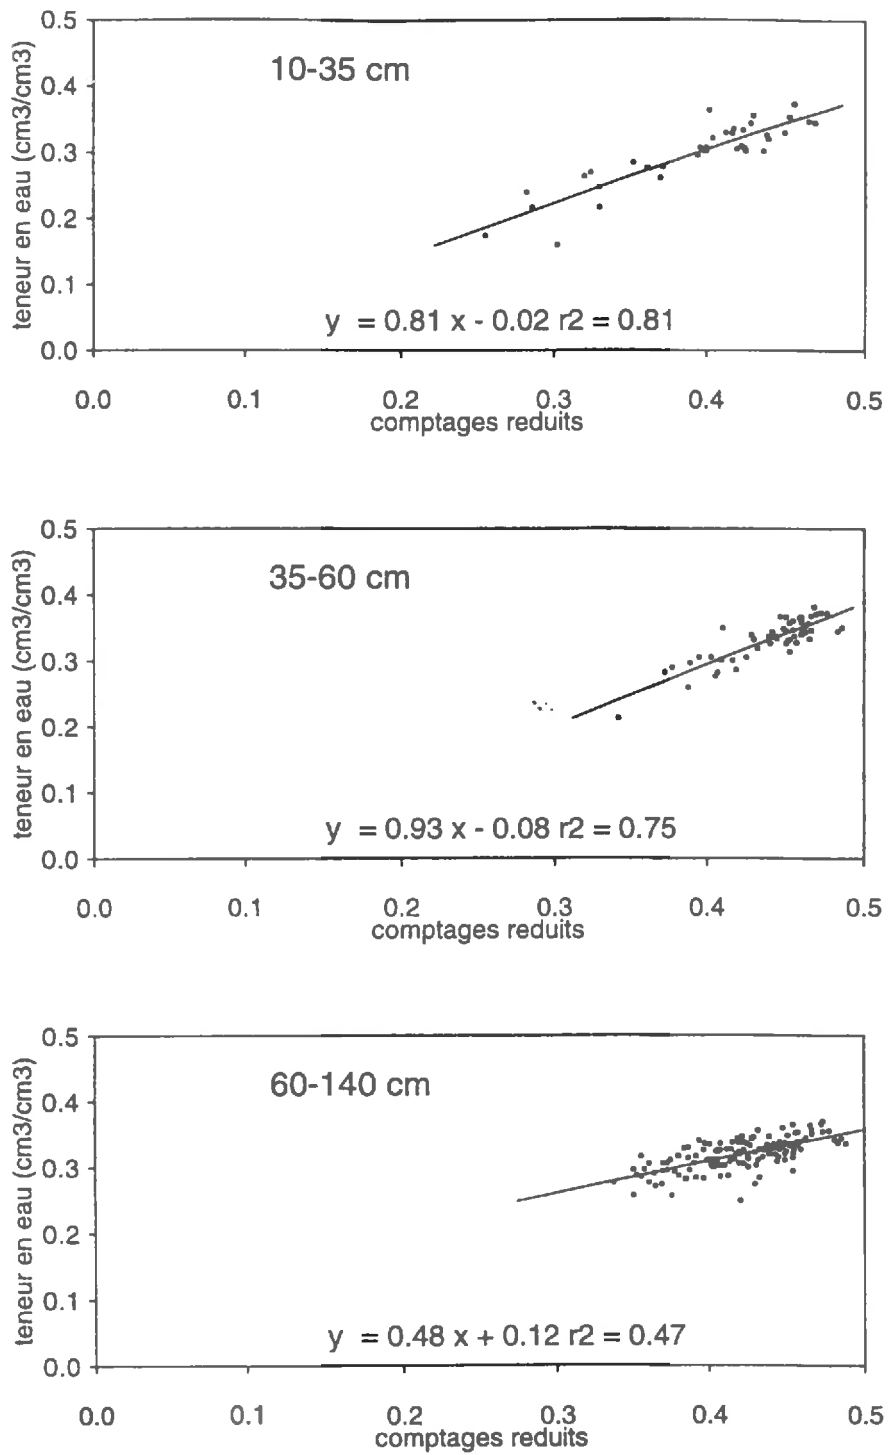 0.5
10-35 cm
0.4
0.3
0.2
0.1
0.0
teneur en eau (cm3/cm3)
y = 0.81 x - 0.02 r2 = 0.81
0.0 0.1 0.2 0.3 0.4 0.5
comptages reduits
0.5
35-60 cm
0.4
0.3
0.2
0.1
0.0
teneur en eau (cm3/cm3)
y = 0.93 x - 0.08 r2 = 0.75
0.0 0.1 0.2 0.3 0.4 0.5
comptages reduits
0.5
60-140 cm
0.4
0.3
0.2
0.1
0.0
teneur en eau (cm3/cm3)
y = 0.48 x + 0.12 r2 = 0.47
0.0 0.1 0.2 0.3 0.4 0.5
comptages reduits